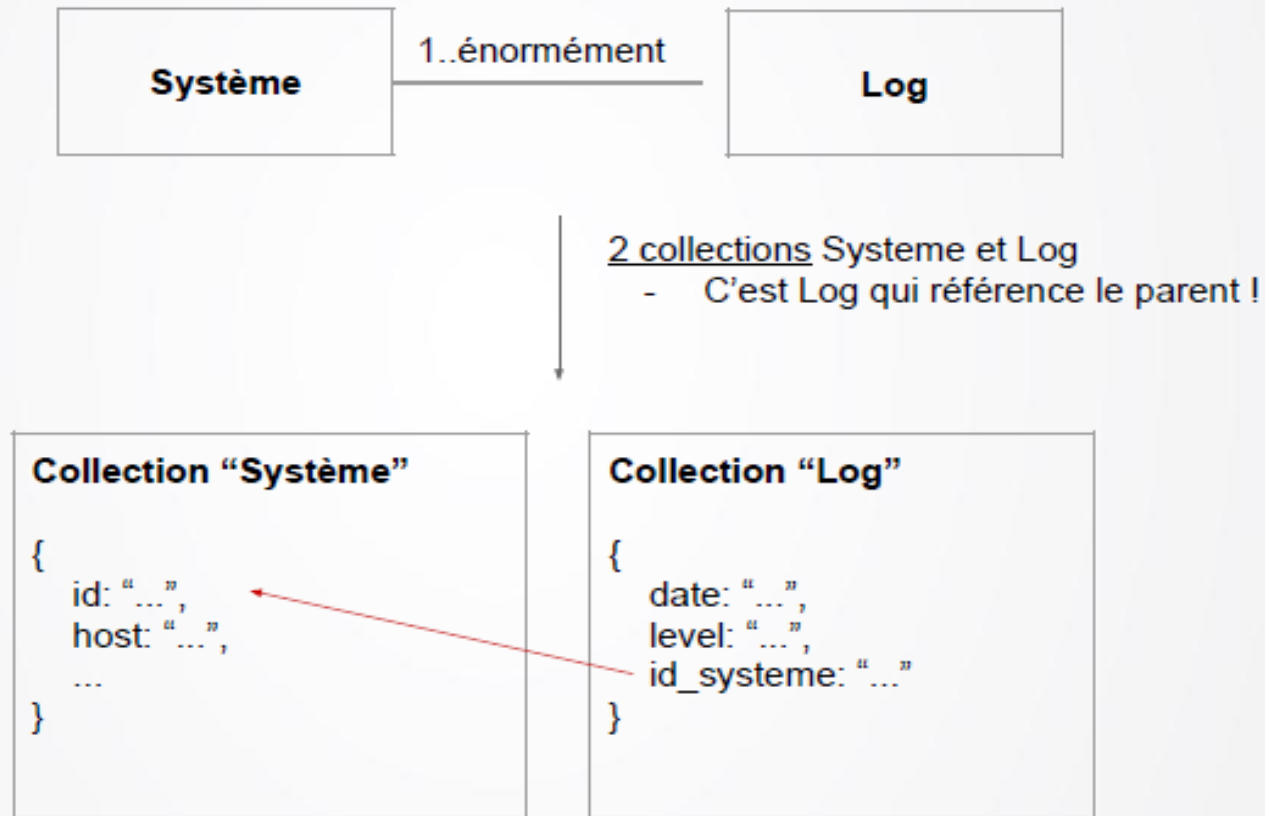 Système
1..énormément
Log
2 collections Systeme et Log
- C'est Log qui référence le parent !
Collection “Système”
{
id: “...”,
host: “...”,
...
}
Collection “Log”
{
date: “...”,
level: “...”,
id_systeme: “...”
}